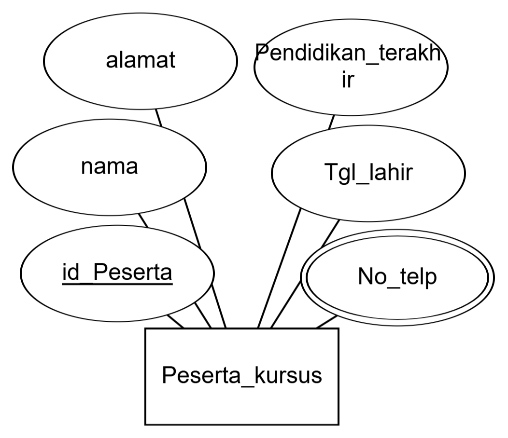 alamat
Pendidikan_terakh
ir
nama
Tgl_lahir
id_Peserta
No_telp
Peserta_kursus